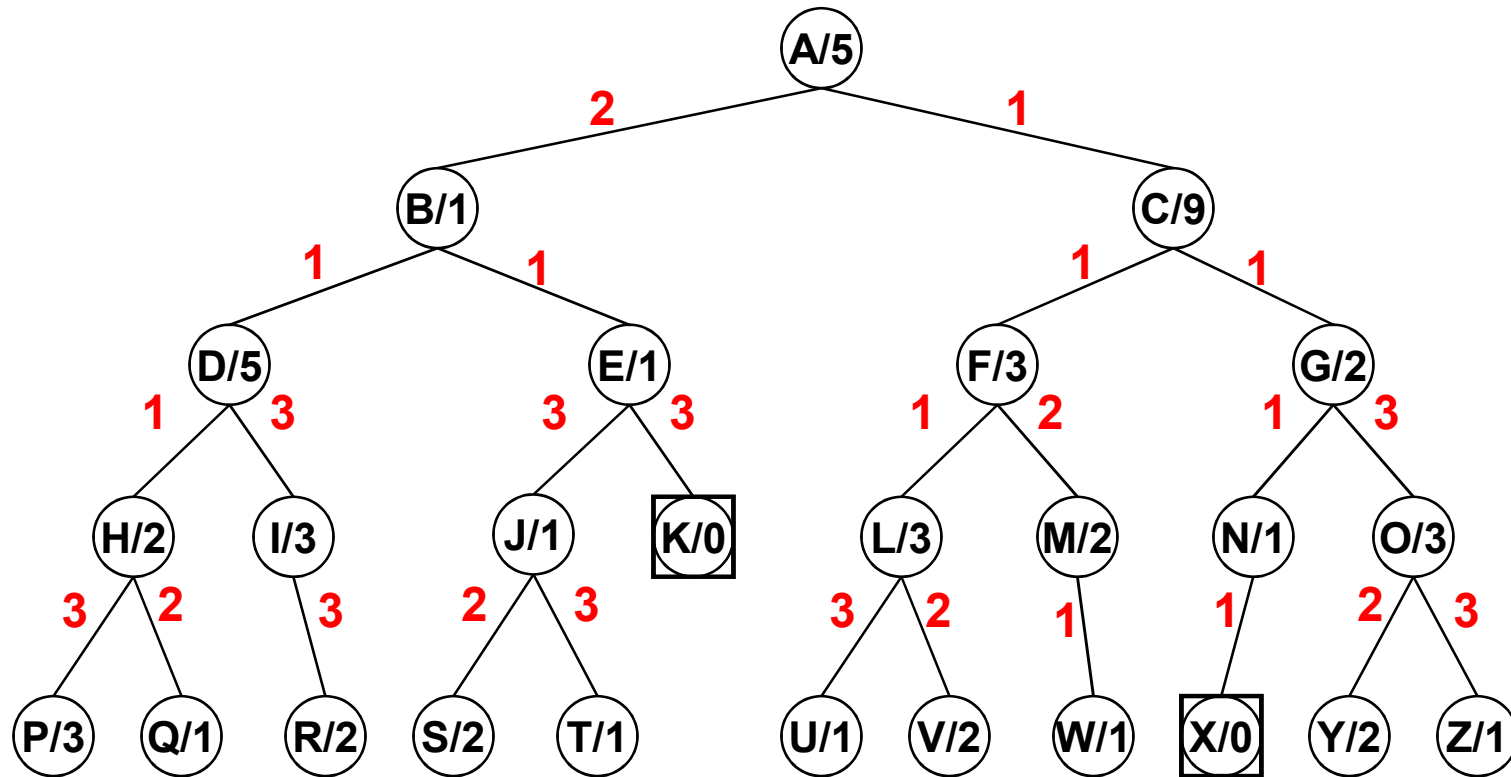 A/5
2 1
B/1 C/9
1 1 1 1
D/5 E/1 F/3 G/2
1 3 3 3 1 2 1 3
H/2 I/3 J/1 K/0 L/3 M/2 N/1 O/3
3 2 3 2 3 3 2 1 1 2 3
P/3 Q/1 R/2 S/2 T/1 U/1 V/2 W/1 X/0 Y/2 Z/1